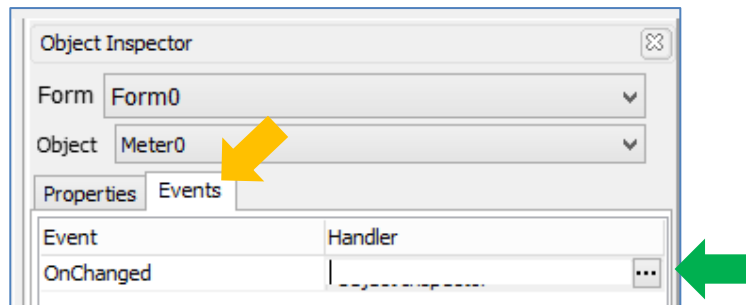 Object Inspector
Form Form0
Object Meter0
Properties Events
Event Handler
OnChanged ...